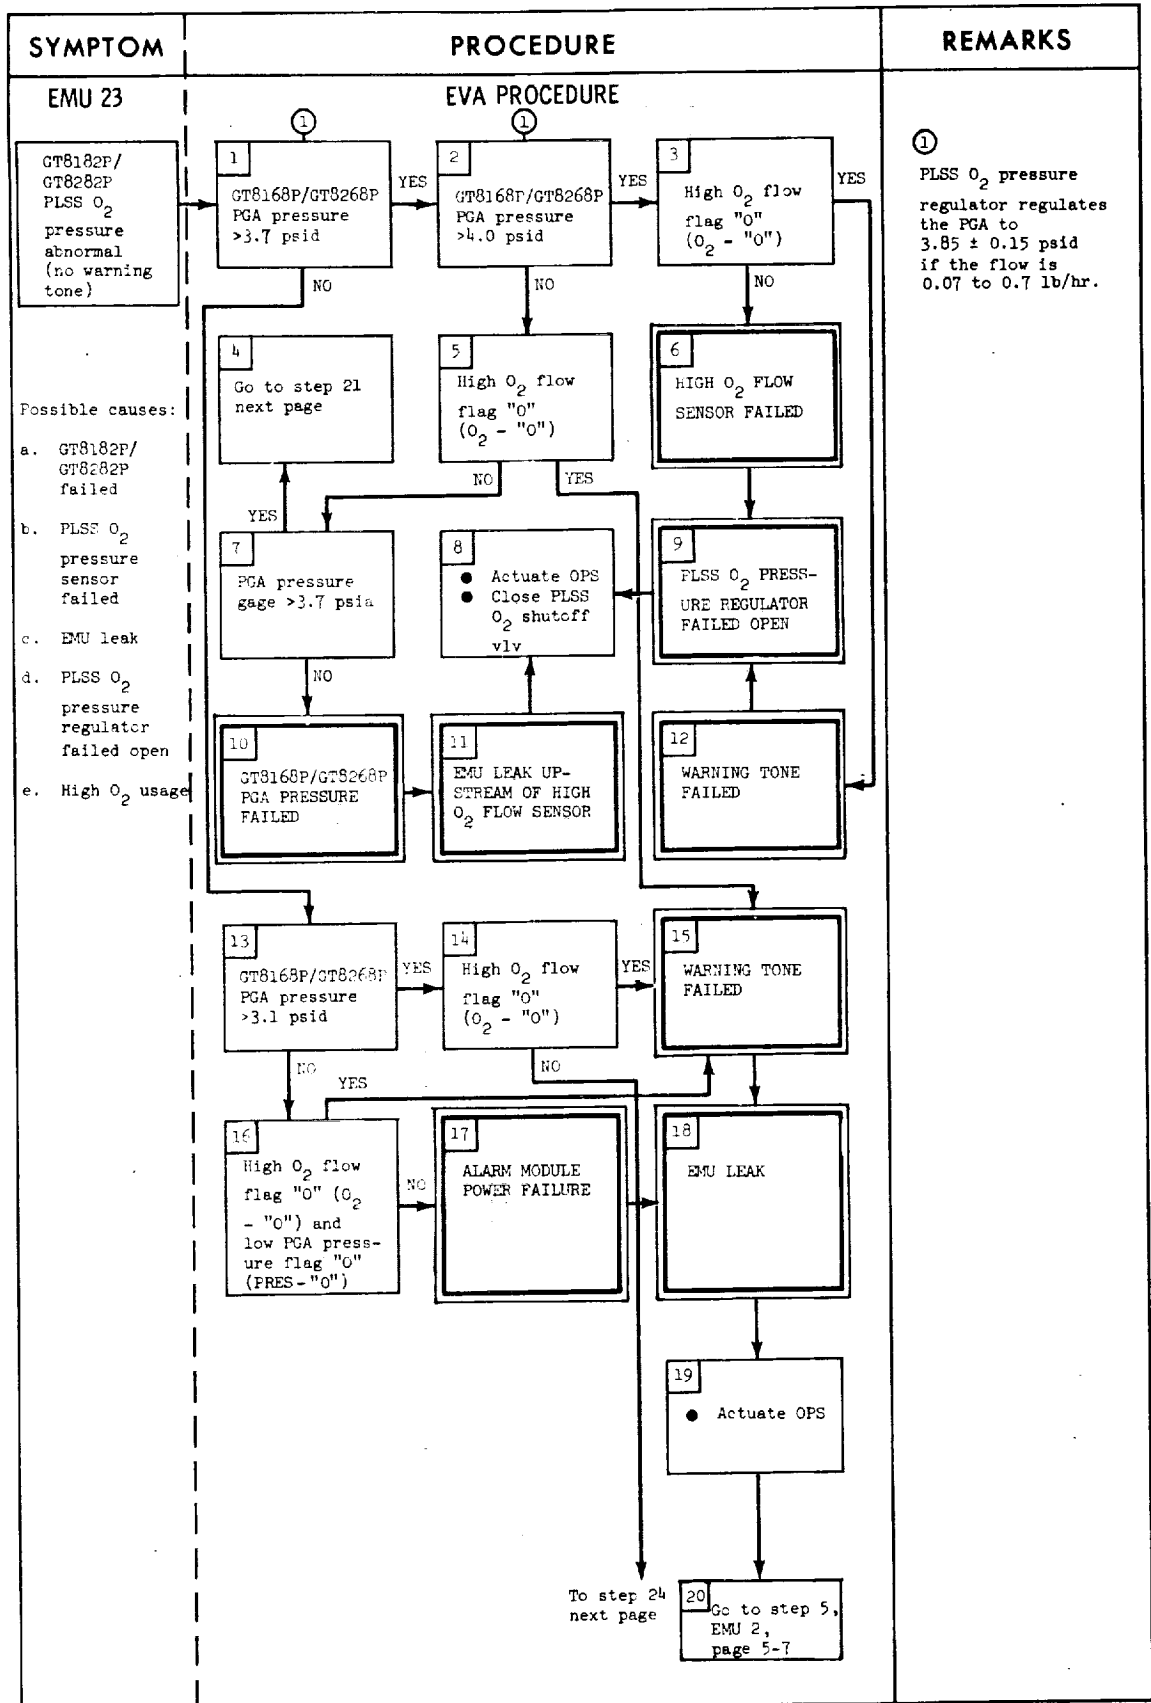 SYMPTOM
PROCEDURE
REMARKS
EMU 23
EVA PROCEDURE
GT8182P/
GT8282P
PLSS O2
pressure
abnormal
(no warning
tone)
Possible causes:
a. GT8182P/
GT8282P
failed
b. PLSS O2
pressure
sensor
failed
c. EMU leak
d. PLSS O2
pressure
regulator
failed open
e. High O2 usage
1
1
1
GT8168P/GT8268P
PGA pressure
>3.7 psid
YES
NO
2
GT8168P/GT8268P
PGA pressure
>4.0 psid
YES
NO
3
High O2 flow
flag "0"
(O2 - "0")
YES
NO
4
Go to step 21
next page
5
High O2 flow
flag "0"
(O2 - "0")
NO
YES
6
HIGH O2 FLOW
SENSOR FAILED
YES
7
PGA pressure
gage >3.7 psia
NO
8
● Actuate OPS
● Close PLSS
O2 shutoff
vlv
9
PLSS O2 PRESS-
URE REGULATOR
FAILED OPEN
10
GT8168P/GT8268P
PGA PRESSURE
FAILED
11
EMU LEAK UP-
STREAM OF HIGH
O2 FLOW SENSOR
12
WARNING TONE
FAILED
13
GT8168P/GT8268P
PGA pressure
>3.1 psid
YES
NO
14
High O2 flow
flag "0"
(O2 - "0")
YES
NO
15
WARNING TONE
FAILED
YES
16
High O2 flow
flag "0" (O2
- "0") and
low PGA press-
ure flag "0"
(PRES-"0")
NO
17
ALARM MODULE
POWER FAILURE
18
EMU LEAK
19
● Actuate OPS
To step 24
next page
20
Go to step 5,
EMU 2,
page 5-7
1
PLSS O2 pressure
regulator regulates
the PGA to
3.85 ± 0.15 psid
if the flow is
0.07 to 0.7 lb/hr.